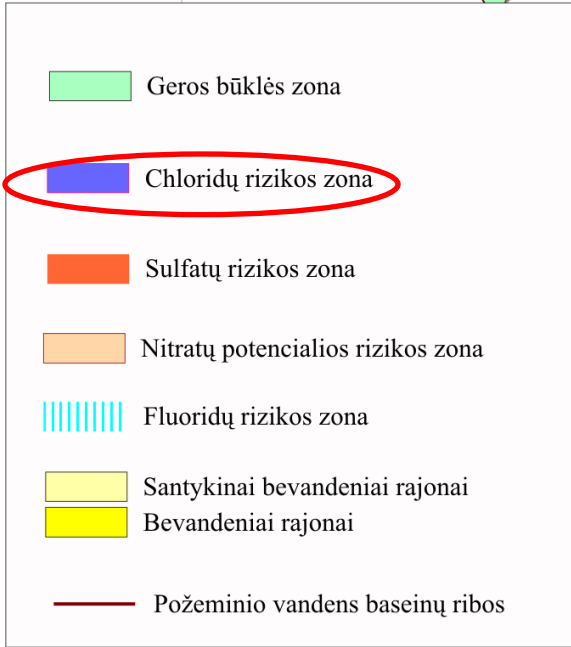 Geros būklės zona
Chloridų rizikos zona
Sulfatų rizikos zona
Nitratų potencialios rizikos zona
Fluoridų rizikos zona
Santykinai bevandeniai rajonai
Bevandeniai rajonai
Požeminio vandens baseinų ribos